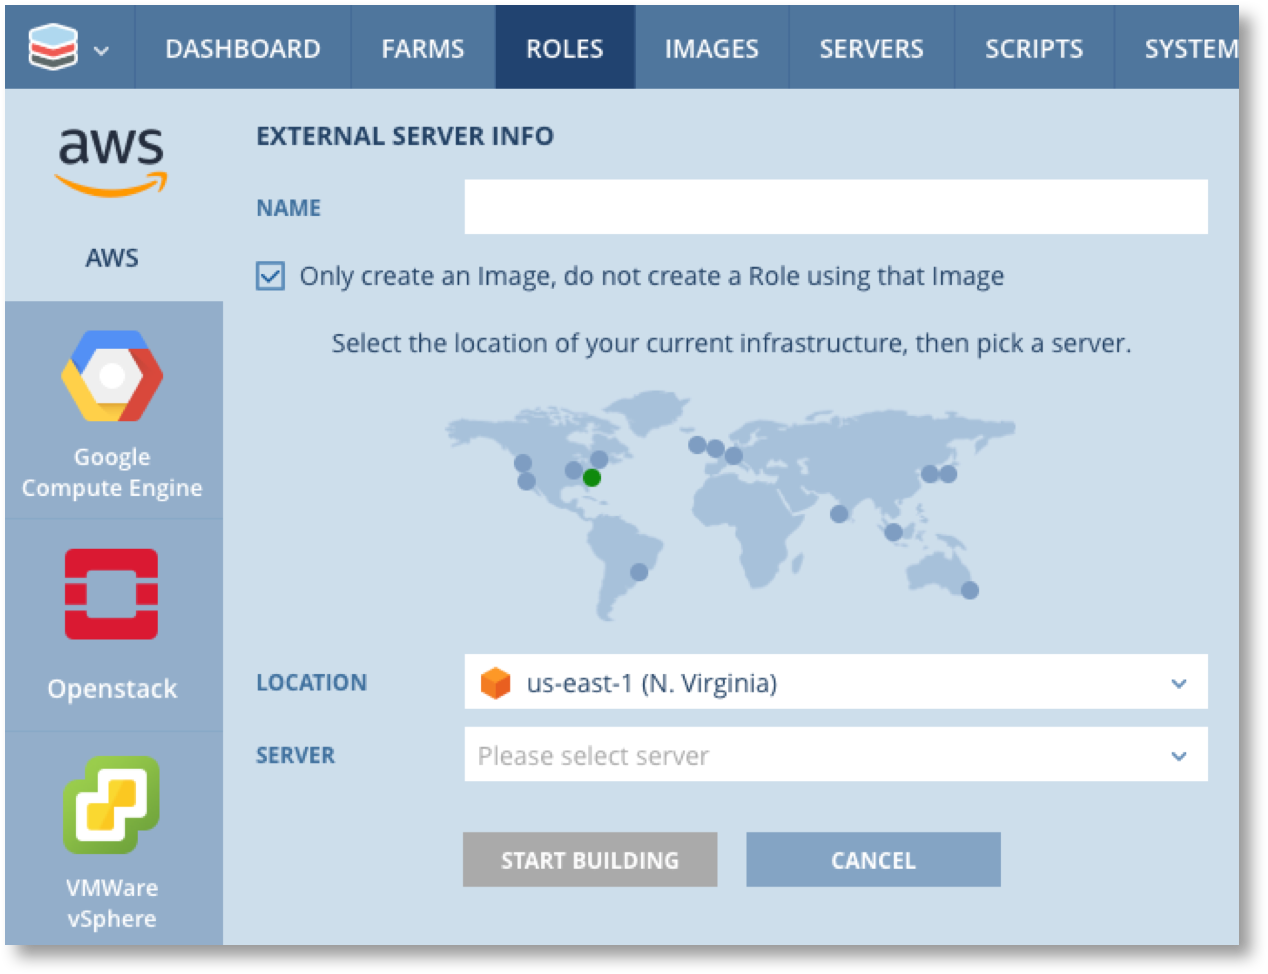 DASHBOARD FARMS ROLES IMAGES SERVERS SCRIPTS SYSTEM
aws
AWS
Google
Compute Engine
Openstack
VMWare
vSphere
EXTERNAL SERVER INFO
NAME
Only create an Image, do not create a Role using that Image
Select the location of your current infrastructure, then pick a server.
LOCATION us-east-1 (N. Virginia)
SERVER Please select server
START BUILDING CANCEL